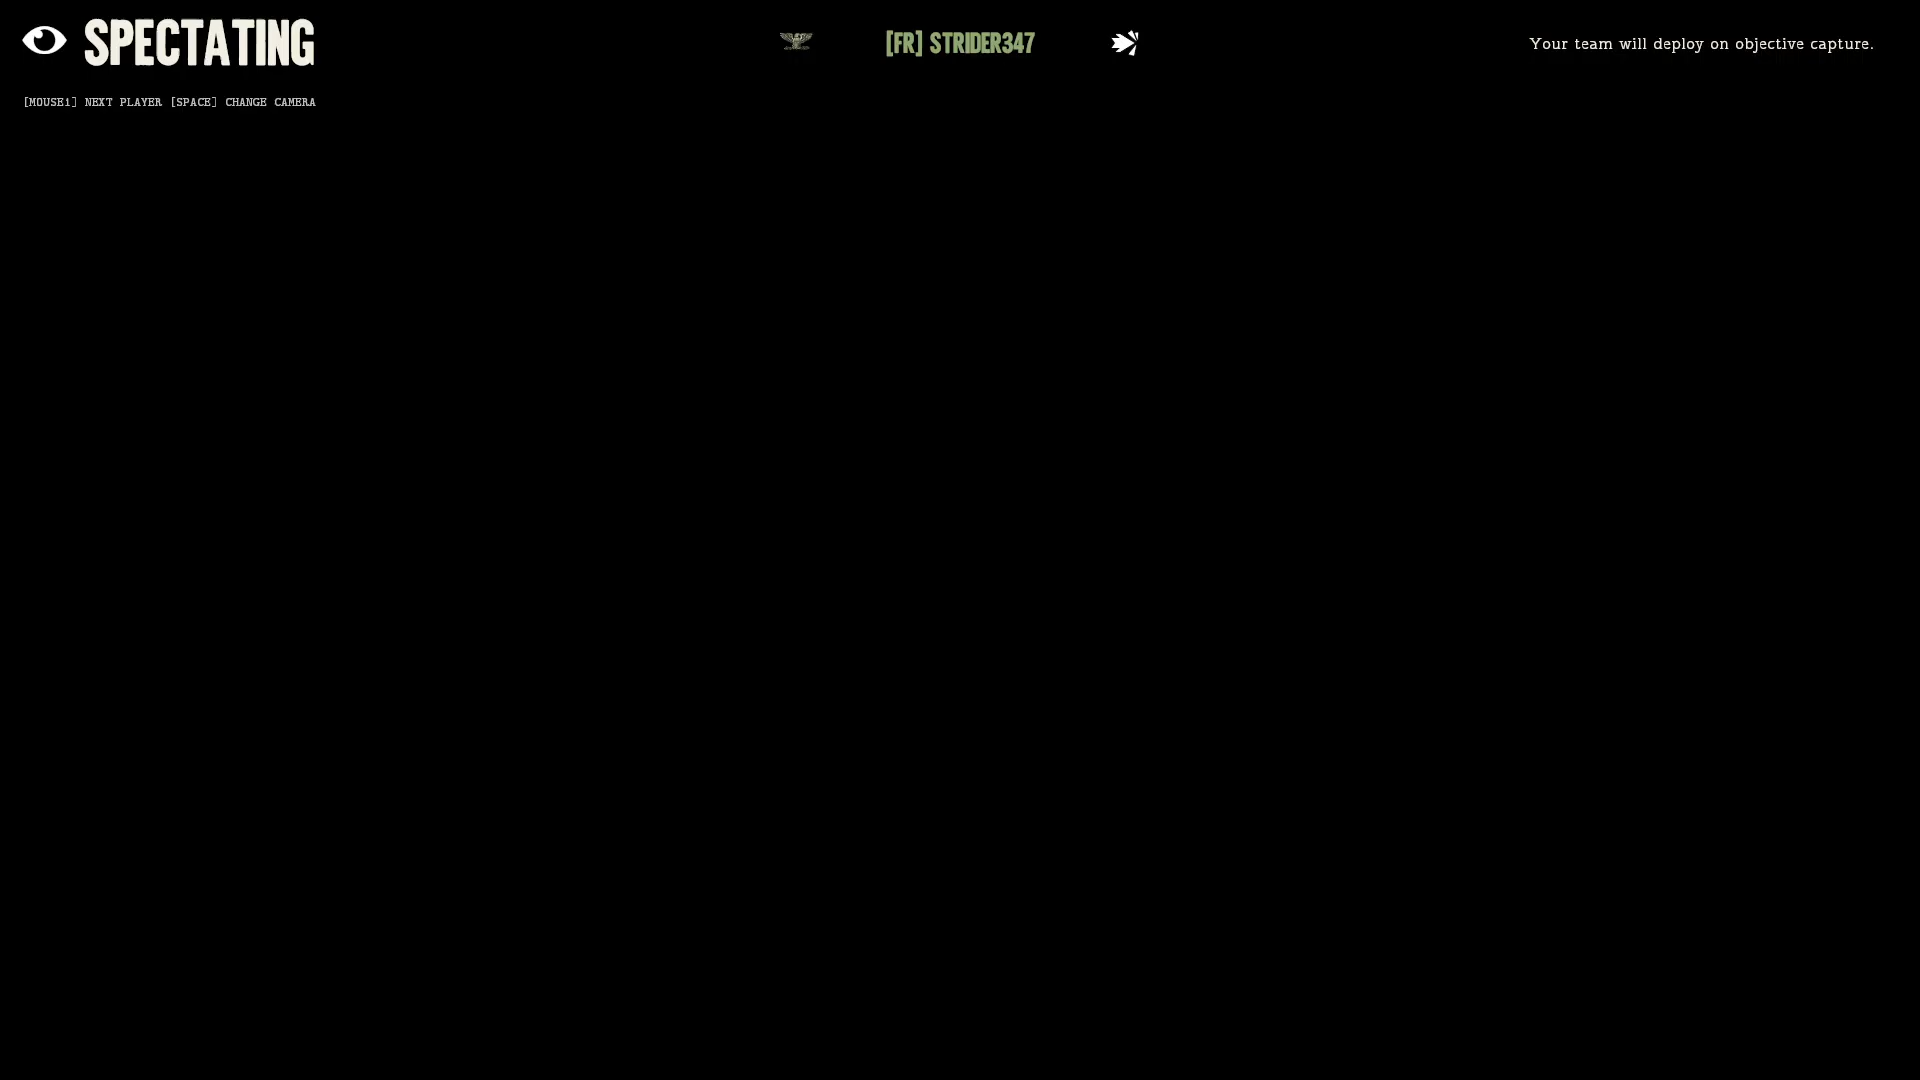 SPECTATING
[FR] STRIDER347
Your team will deploy on objective capture.
[MOUSE1] NEXT PLAYER [SPACE] CHANGE CAMERA